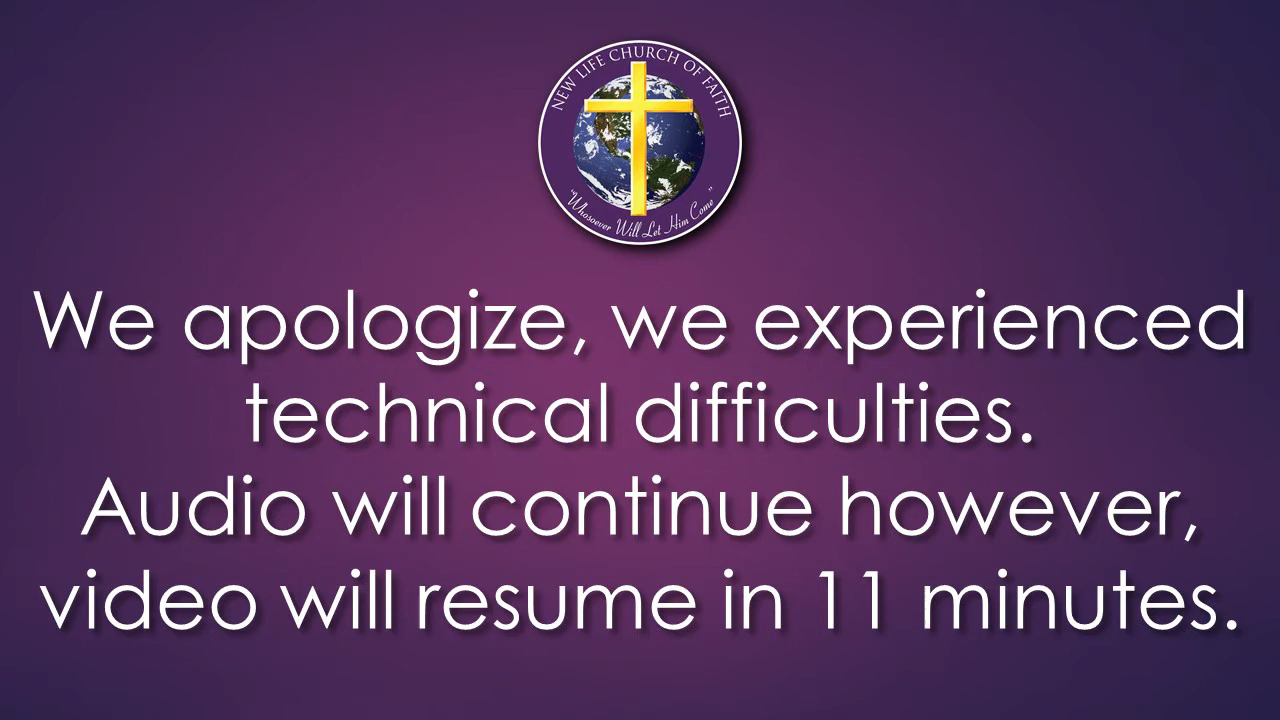 NEW LIFE CHURCH OF FAITH
"Whosoever Will Let Him Come"
We apologize, we experienced
technical difficulties.
Audio will continue however,
video will resume in 11 minutes.